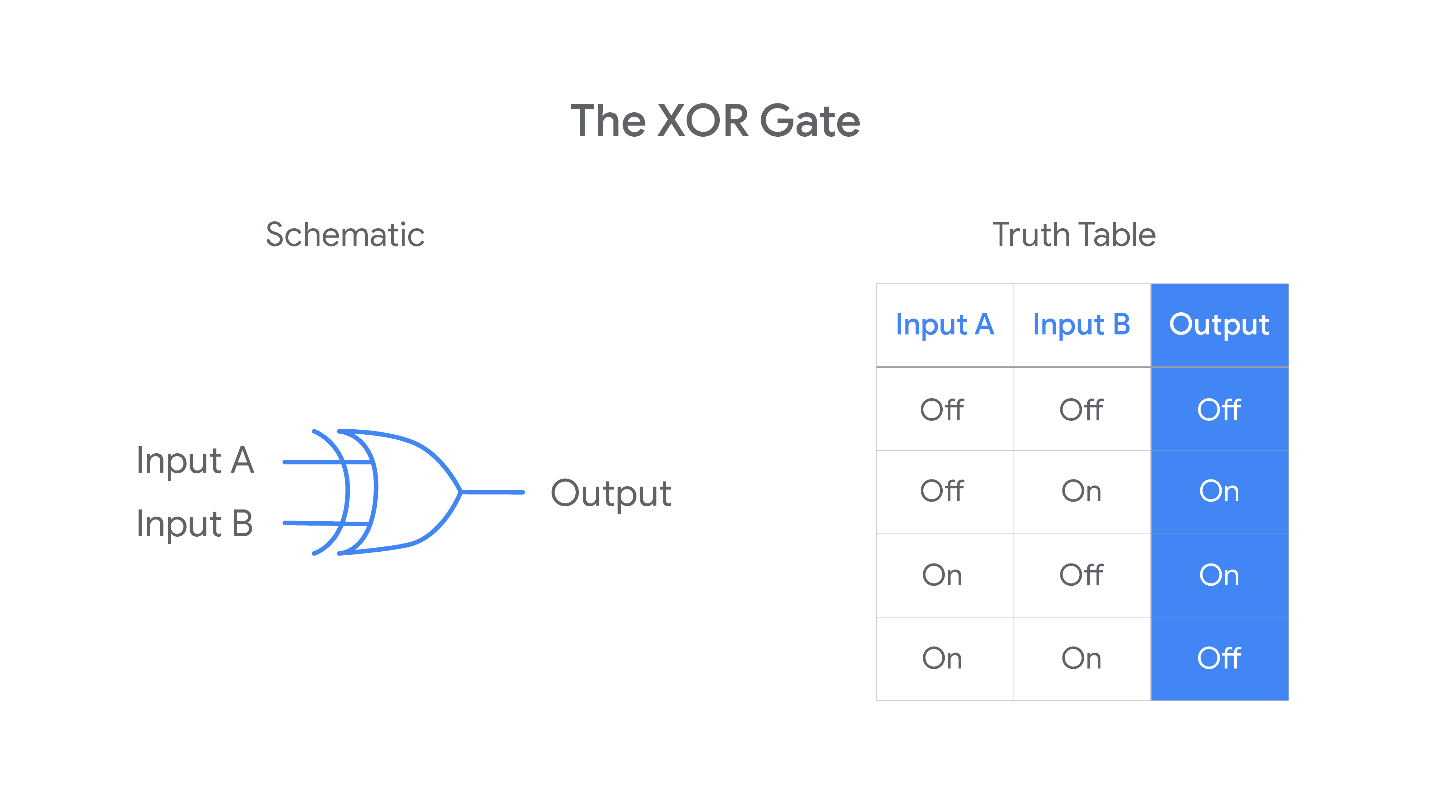 The XOR Gate
Schematic
Input A
Input B
Output
Truth Table
Input A Input B Output
Off Off Off
Off On On
On Off On
On On Off